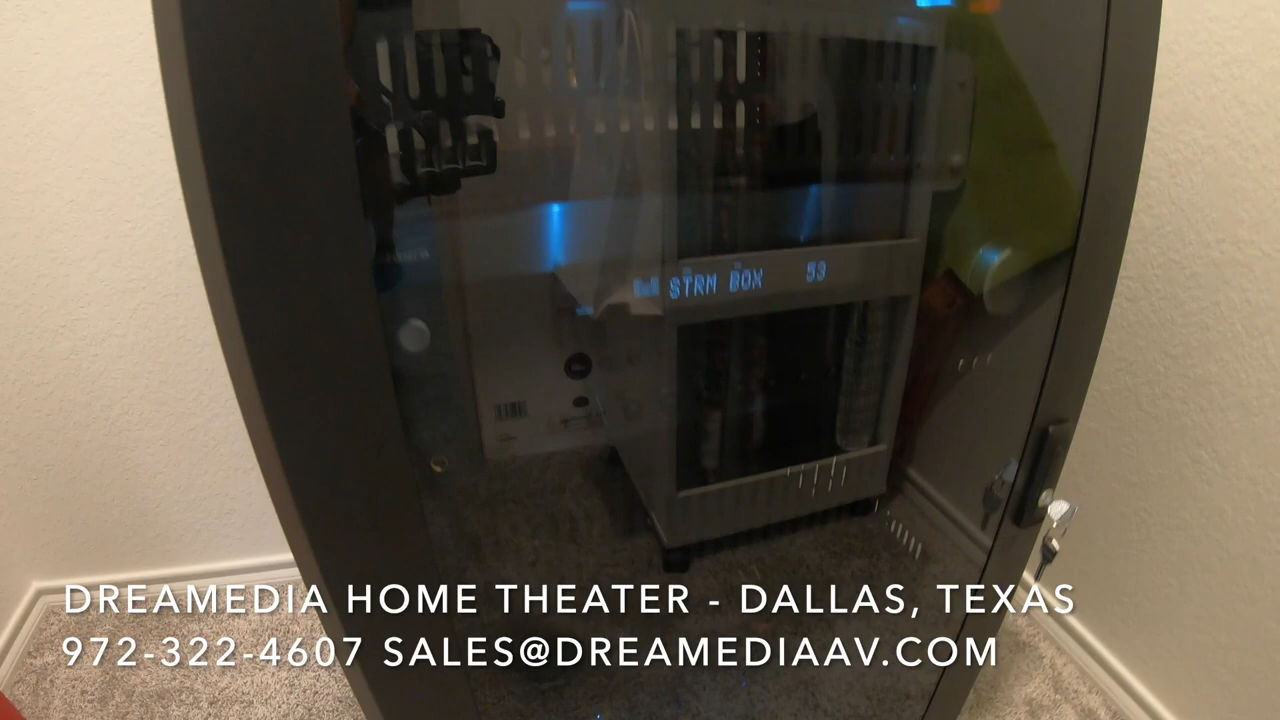 STRM BOX 53
DREAMEDIA HOME THEATER - DALLAS, TEXAS
972-322-4607 SALES@DREAMEDIAAV.COM